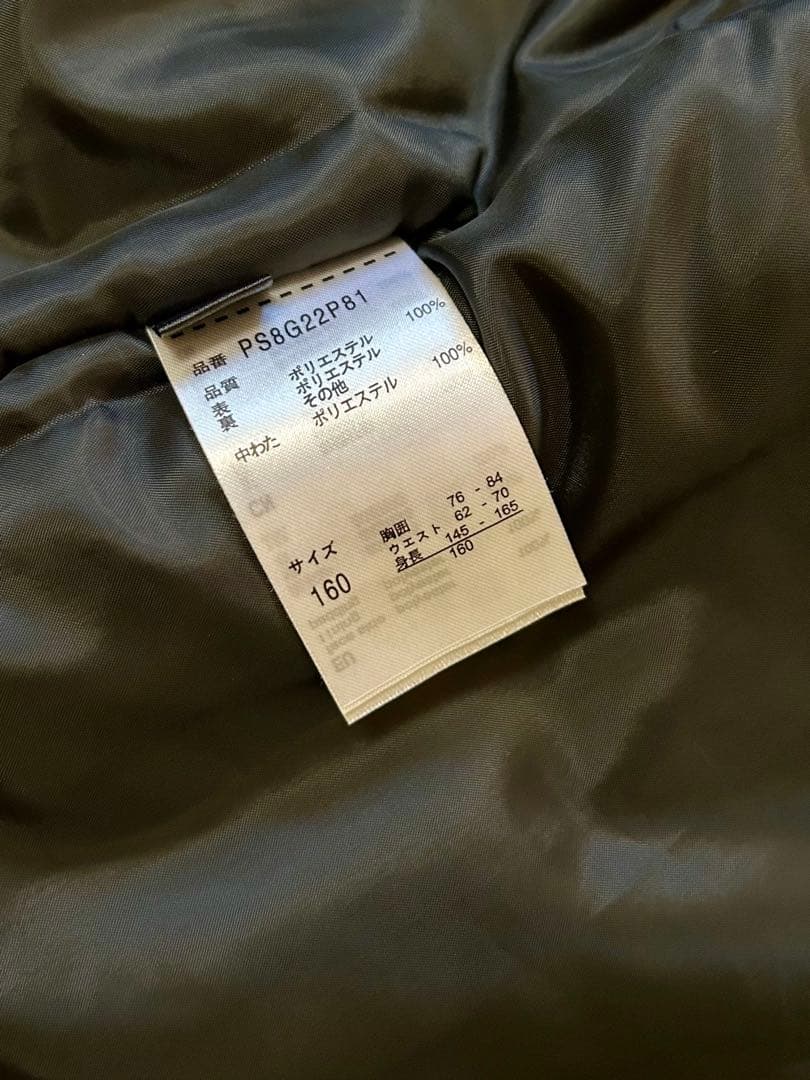 品番 PS8G22P81
品質
表 ポリエステル 100%
裏 ポリエステル
その他
中わた ポリエステル 100%
サイズ 胸囲 76 - 84
ウエスト 62 - 70
160 身長 145 - 165
160